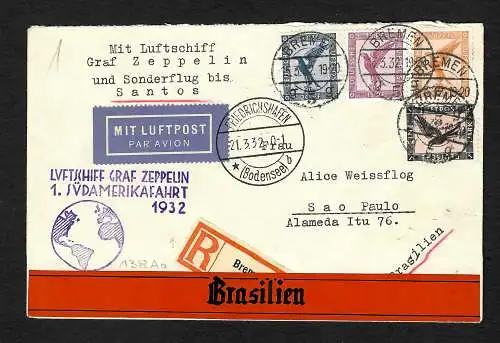 Mit Luftschiff
Graf Zeppelin
und Sonderflug bis
Santos
MIT LUFTPOST
PAR AVION
LUFTSCHIFF GRAF ZEPPELIN
1. SÜDAMERIKAFAHRT
1932
FRIEDRICHSHAFEN
21.3.32.
(Bodensee) b
Frau
Alice Weissflog
Sao Paulo
Alameda Itu 76.
Brasilien
BREMEN
BREMEN
BREMEN
R
Brasilien